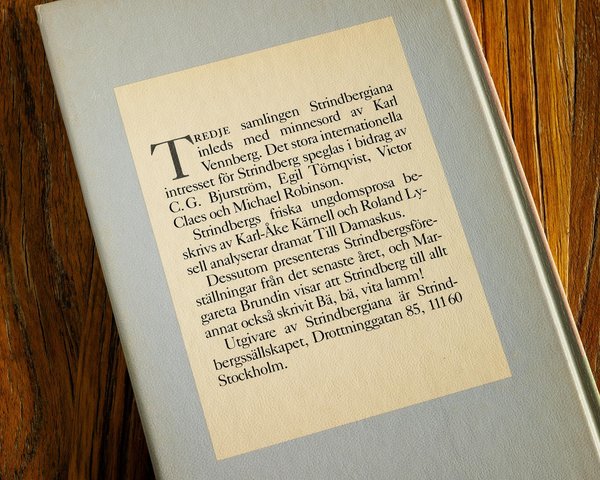 TREDJE samlingen Strindbergiana
inleds med minnesord av Karl
Vennberg. Det stora internationella
intresset för Strindberg speglas i bidrag av
C.G. Bjurström, Egil Törnqvist, Victor
Claes och Michael Robinson.
Strindbergs friska ungdomsprosa be-
skrivs av Karl-Åke Kärnell och Roland Ly-
sell analyserar dramat Till Damaskus.
Dessutom presenteras Strindbergsföre-
ställningar från det senaste året, och Mar-
gareta Brundin visar att Strindberg till allt
annat också skrivit Bä, bä, vita lamm!
Utgivare av Strindbergiana är Strind-
bergssällskapet, Drottninggatan 85, 111 60
Stockholm.